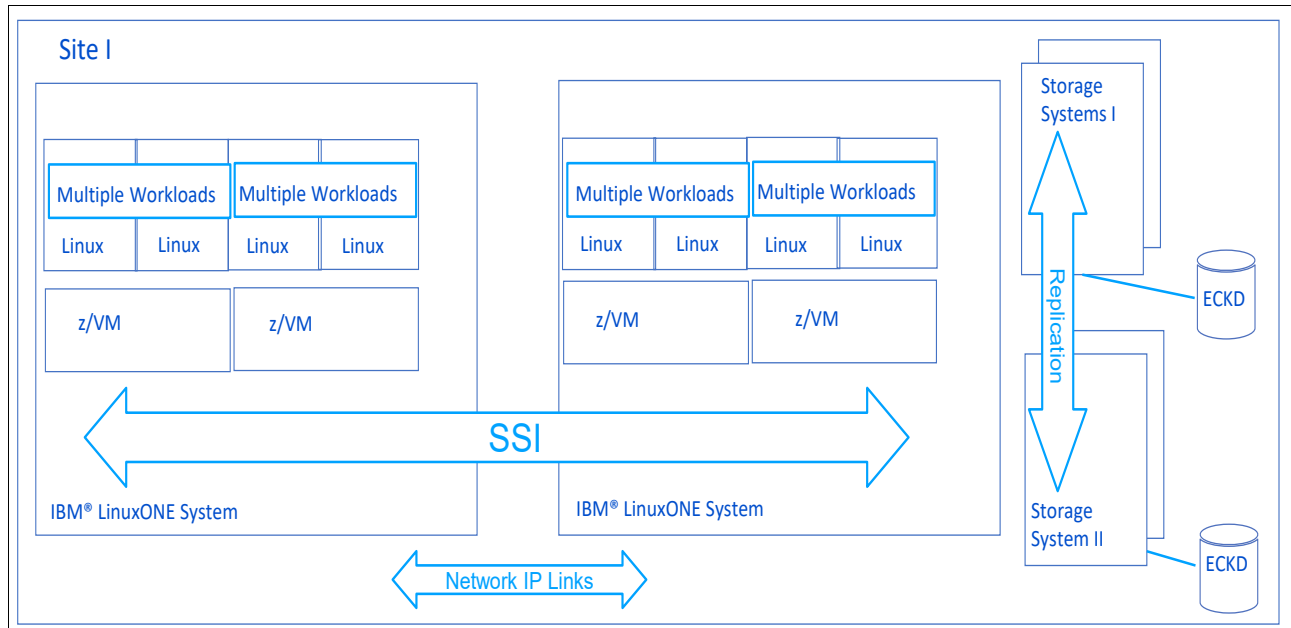 Site I
Multiple Workloads
Multiple Workloads
Linux
Linux
Linux
Linux
z/VM
z/VM
IBM® LinuxONE System
Multiple Workloads
Multiple Workloads
Linux
Linux
Linux
Linux
z/VM
z/VM
IBM® LinuxONE System
SSI
Network IP Links
Storage
Systems I
Replication
ECKD
Storage
System II
ECKD